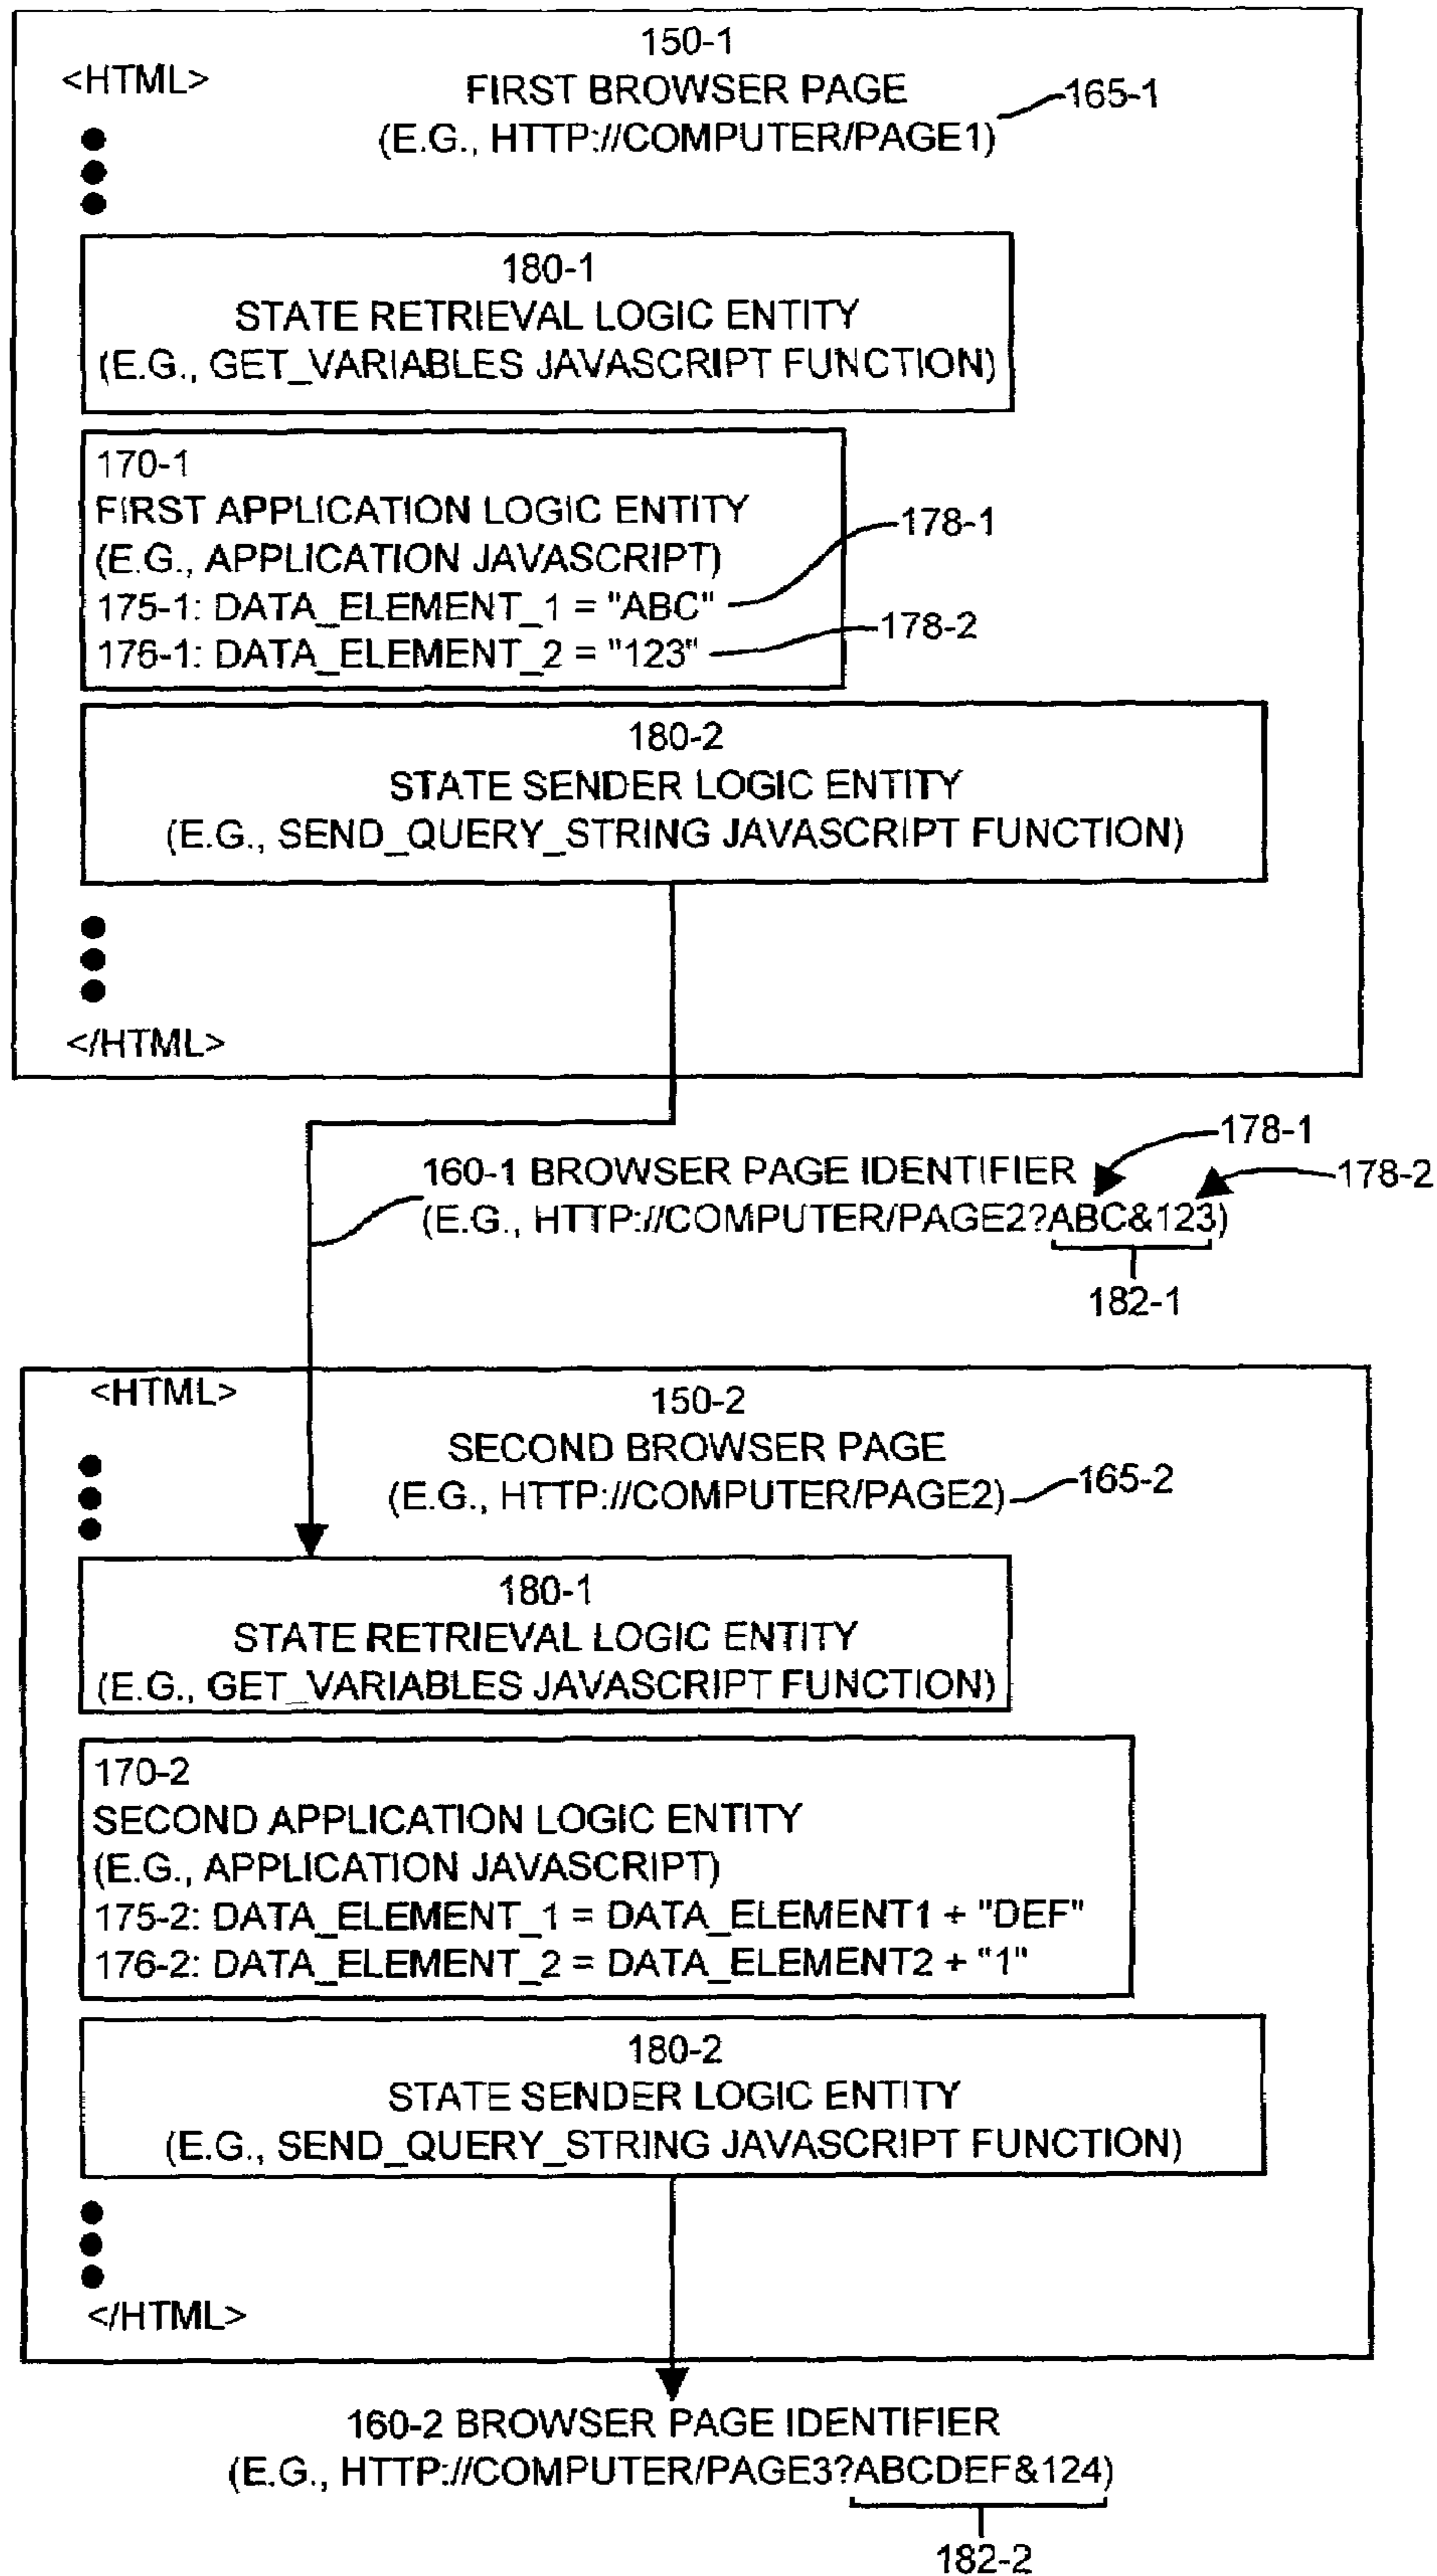 150-1
<HTML>
FIRST BROWSER PAGE
165-1
(E.G., HTTP://COMPUTER/PAGE1)
180-1
STATE RETRIEVAL LOGIC ENTITY
(E.G., GET_VARIABLES JAVASCRIPT FUNCTION)
170-1
FIRST APPLICATION LOGIC ENTITY
178-1
(E.G., APPLICATION JAVASCRIPT)
175-1: DATA_ELEMENT_1 = "ABC"
178-2
176-1: DATA_ELEMENT_2 = "123"
180-2
STATE SENDER LOGIC ENTITY
(E.G., SEND_QUERY_STRING JAVASCRIPT FUNCTION)
</HTML>
178-1
160-1 BROWSER PAGE IDENTIFIER
178-2
(E.G., HTTP://COMPUTER/PAGE2?ABC&123)
182-1
<HTML>
150-2
SECOND BROWSER PAGE
165-2
(E.G., HTTP://COMPUTER/PAGE2)
180-1
STATE RETRIEVAL LOGIC ENTITY
(E.G., GET_VARIABLES JAVASCRIPT FUNCTION)
170-2
SECOND APPLICATION LOGIC ENTITY
(E.G., APPLICATION JAVASCRIPT)
175-2: DATA_ELEMENT_1 = DATA_ELEMENT1 + "DEF"
176-2: DATA_ELEMENT_2 = DATA_ELEMENT2 + "1"
180-2
STATE SENDER LOGIC ENTITY
(E.G., SEND_QUERY_STRING JAVASCRIPT FUNCTION)
</HTML>
160-2 BROWSER PAGE IDENTIFIER
(E.G., HTTP://COMPUTER/PAGE3?ABCDEF&124)
182-2